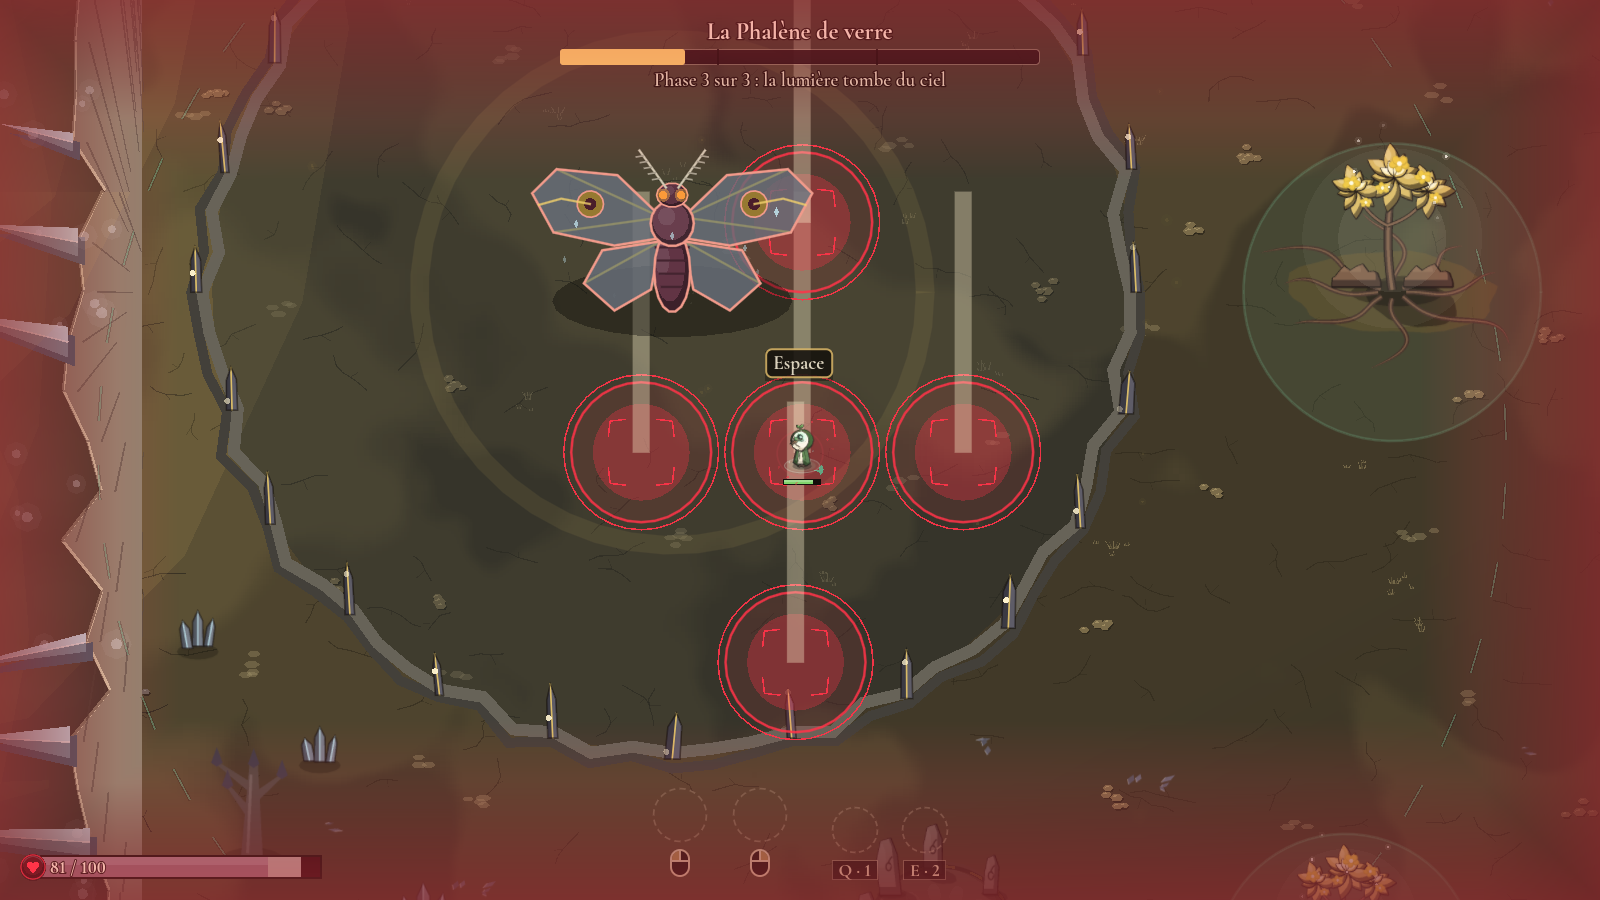 La Phalène de verre
Phase 3 sur 3 : la lumière tombe du ciel
Espace
81 / 100
Q · 1
E · 2